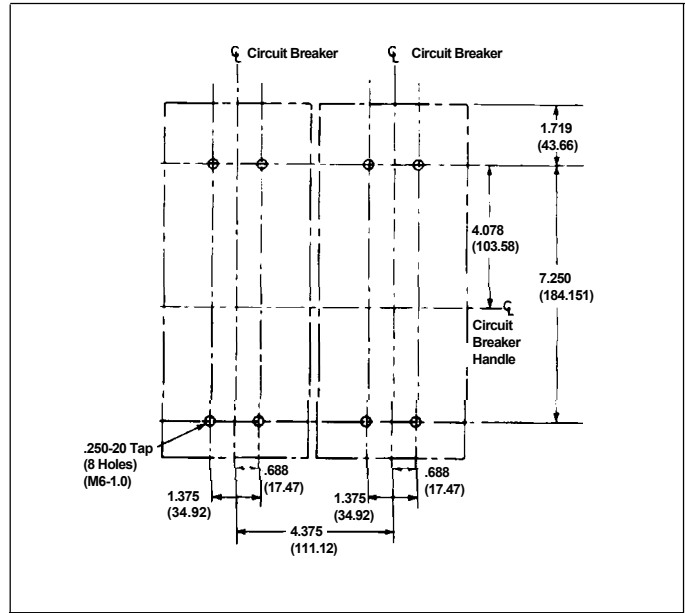 ℄ Circuit Breaker
℄ Circuit Breaker
1.719
(43.66)
4.078
(103.58)
7.250
(184.151)
℄
Circuit
Breaker
Handle
.250-20 Tap
(8 Holes)
(M6-1.0)
.688
(17.47)
1.375
(34.92)
.688
(17.47)
1.375
(34.92)
4.375
(111.12)